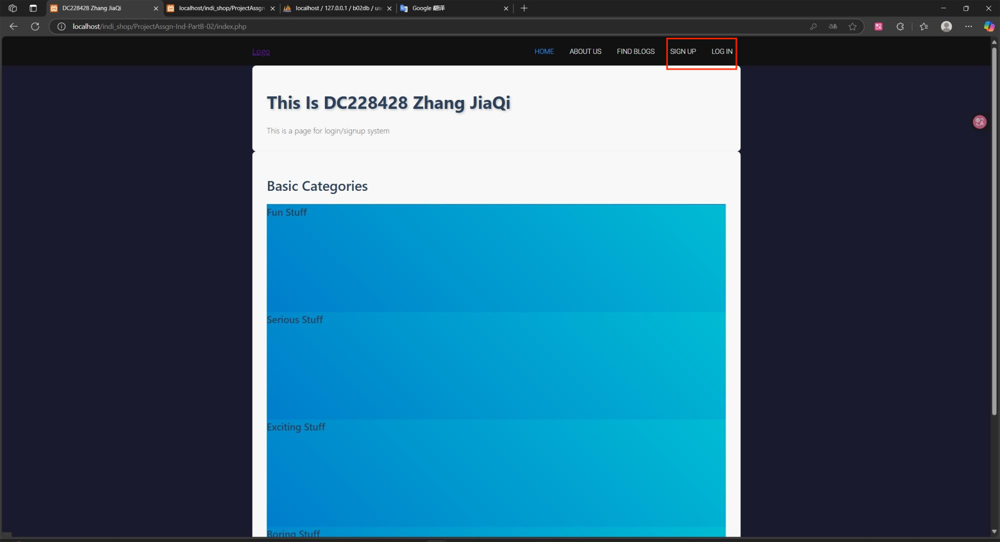 DC228428 Zhang JiaQi
localhost/indi_shop/ProjectAssgn
localhost / 127.0.0.1 / b02db / us
Google 翻译
localhost/indi_shop/ProjectAssgn-Ind-PartB-02/index.php
Logo
HOME
ABOUT US
FIND BLOGS
SIGN UP
LOG IN
This Is DC228428 Zhang JiaQi
This is a page for login/signup system
Basic Categories
Fun Stuff
Serious Stuff
Exciting Stuff
Boring Stuff